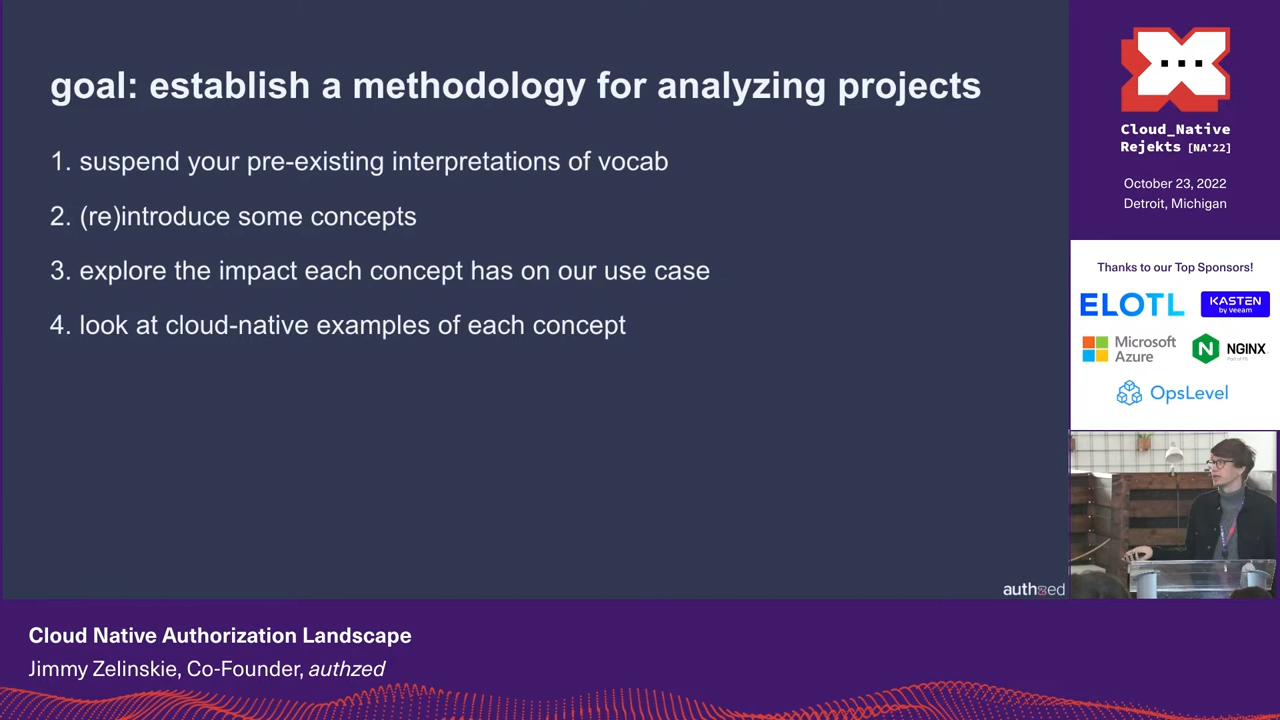 goal: establish a methodology for analyzing projects
1. suspend your pre-existing interpretations of vocab
2. (re)introduce some concepts
3. explore the impact each concept has on our use case
4. look at cloud-native examples of each concept
authzed
Cloud_Native
Rejekts [NA'22]
October 23, 2022
Detroit, Michigan
Thanks to our Top Sponsors!
ELOTL
KASTEN
by Veeam
Microsoft
Azure
N
NGINX
Part of F5
OpsLevel
Cloud Native Authorization Landscape
Jimmy Zelinskie, Co-Founder, authzed